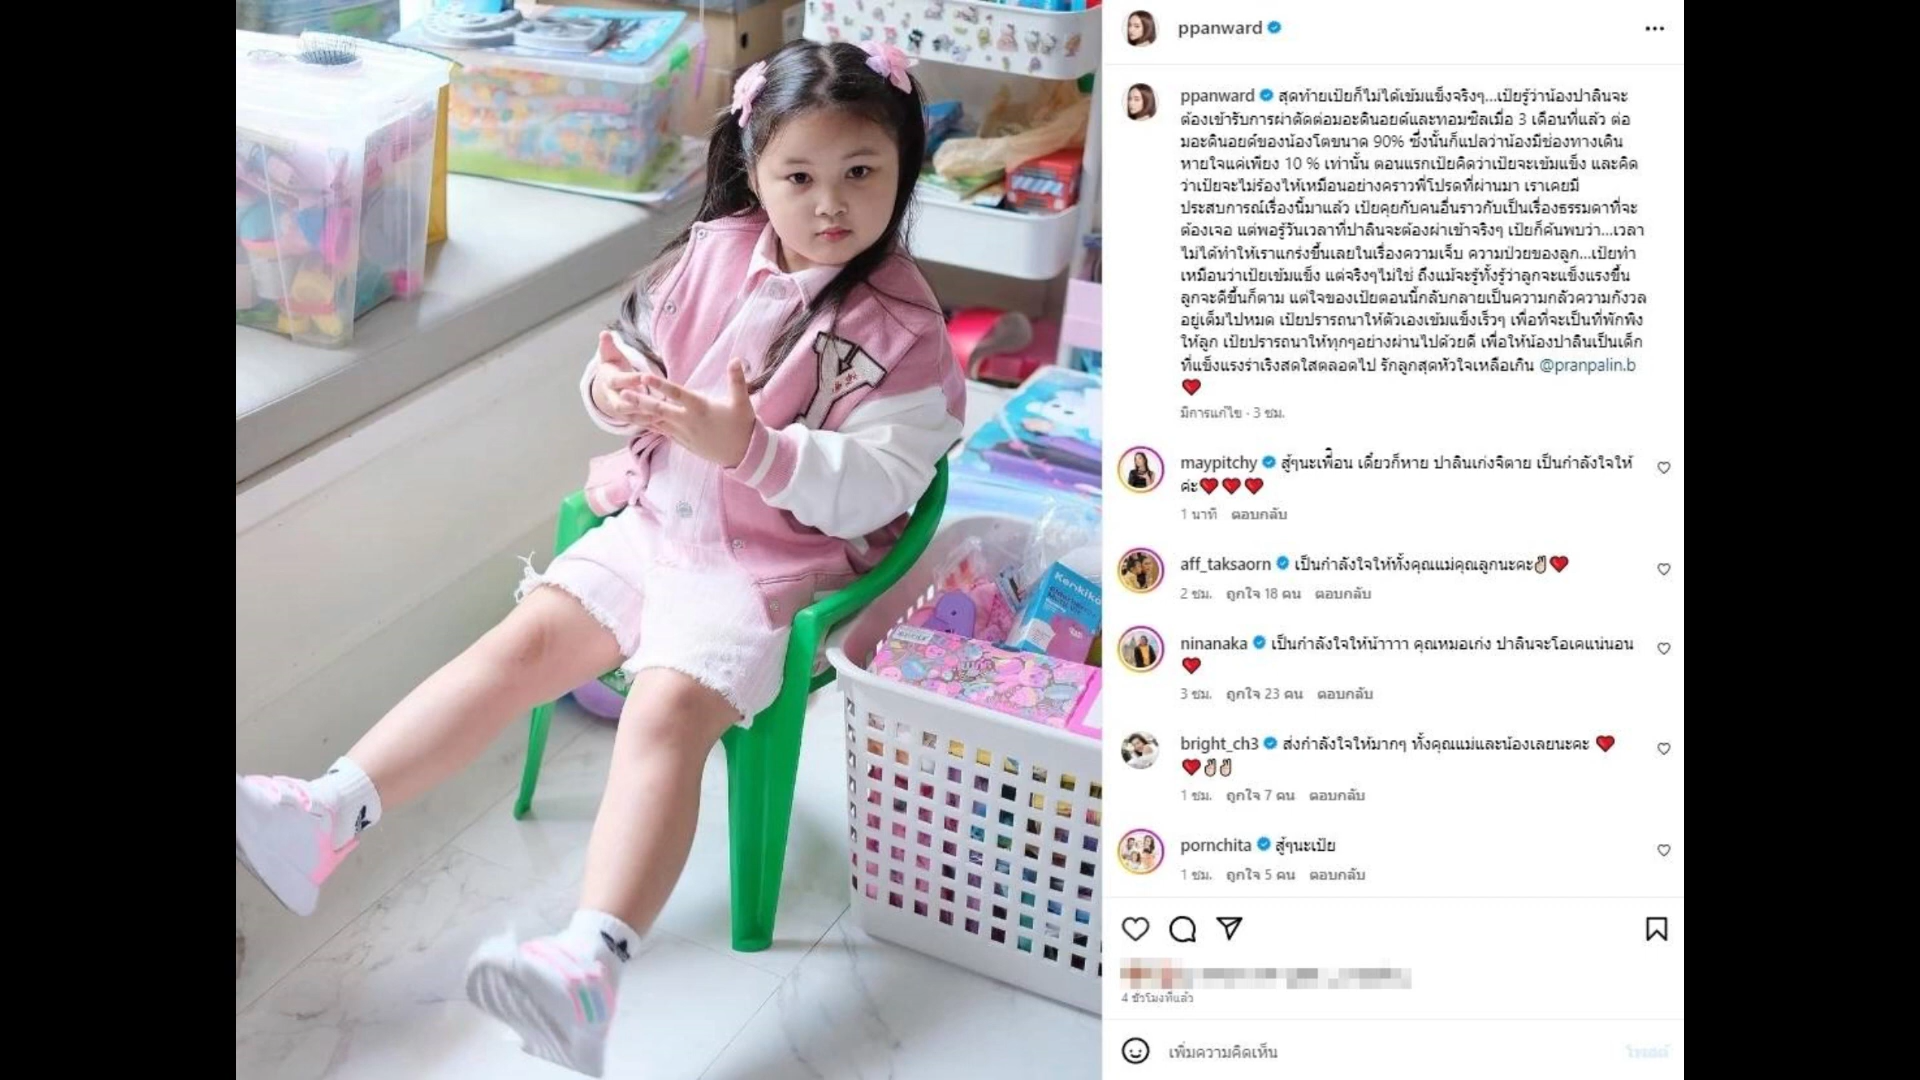 ppanward
ppanward สุดท้ายเป้ยก็ไม่ได้เข้มแข็งจริงๆ...เป้ยรู้ว่าน้องปาลินจะ
ต้องเข้ารับการผ่าตัดต่อมอะดีนอยด์และทอมซิลเมื่อ 3 เดือนที่แล้ว ต่อ
มอะดีนอยด์ของน้องโตขนาด 90% ซึ่งนั้นก็แปลว่าน้องมีช่องทางเดิน
หายใจแค่เพียง 10 % เท่านั้น ตอนแรกเป้ยคิดว่าเป้ยจะเข้มแข็ง และคิด
ว่าเป้ยจะไม่ร้องไห้เหมือนอย่างคราวพี่โปรดที่ผ่านมา เราเคยมี
ประสบการณ์เรื่องนี้มาแล้ว เป้ยคุยกับคนอื่นราวกับเป็นเรื่องธรรมดาที่จะ
ต้องเจอ แต่พอรู้วันเวลาที่ปาลินจะต้องผ่าเข้าจริงๆ เป้ยก็ค้นพบว่า...เวลา
ไม่ได้ทำให้เราแกร่งขึ้นเลยในเรื่องความเจ็บ ความป่วยของลูก...เป้ยทำ
เหมือนว่าเป้ยเข้มแข็ง แต่จริงๆไม่ใช่ ถึงแม้จะรู้ทั้งรู้ว่าลูกจะแข็งแรงขึ้น
ลูกจะดีขึ้นก็ตาม แต่ใจของเป้ยตอนนี้กลับกลายเป็นความกลัวความกังวล
อยู่เต็มไปหมด เป้ยปรารถนาให้ตัวเองเข้มแข็งเร็วๆ เพื่อที่จะเป็นที่พักพิง
ให้ลูก เป้ยปรารถนาให้ทุกๆอย่างผ่านไปด้วยดี เพื่อให้น้องปาลินเป็นเด็ก
ที่แข็งแรงร่าเริงสดใสตลอดไป รักลูกสุดหัวใจเหลือเกิน @pranpalin.b
❤️
มีการแก้ไข · 3 ชม.
maypitchy สู้ๆนะเพื่ิอน เดี๋ยวก็หาย ปาลินเก่งจิตาย เป็นกำลังใจให้
ค่ะ❤️❤️❤️
1 นาที ตอบกลับ
aff_taksaorn เป็นกำลังใจให้ทั้งคุณแม่คุณลูกนะคะ✌🏻❤️
2 ชม. ถูกใจ 18 คน ตอบกลับ
ninanaka เป็นกำลังใจให้น้าาาา คุณหมอเก่ง ปาลินจะโอเคแน่นอน
❤️
3 ชม. ถูกใจ 23 คน ตอบกลับ
bright_ch3 ส่งกำลังใจให้มากๆ ทั้งคุณแม่และน้องเลยนะคะ ❤️
❤️✌🏻✌🏻
1 ชม. ถูกใจ 7 คน ตอบกลับ
pornchita สู้ๆนะเป้ย
1 ชม. ถูกใจ 5 คน ตอบกลับ
4 ชั่วโมงที่แล้ว
เพิ่มความคิดเห็น
โพสต์
Y
Kenkiko